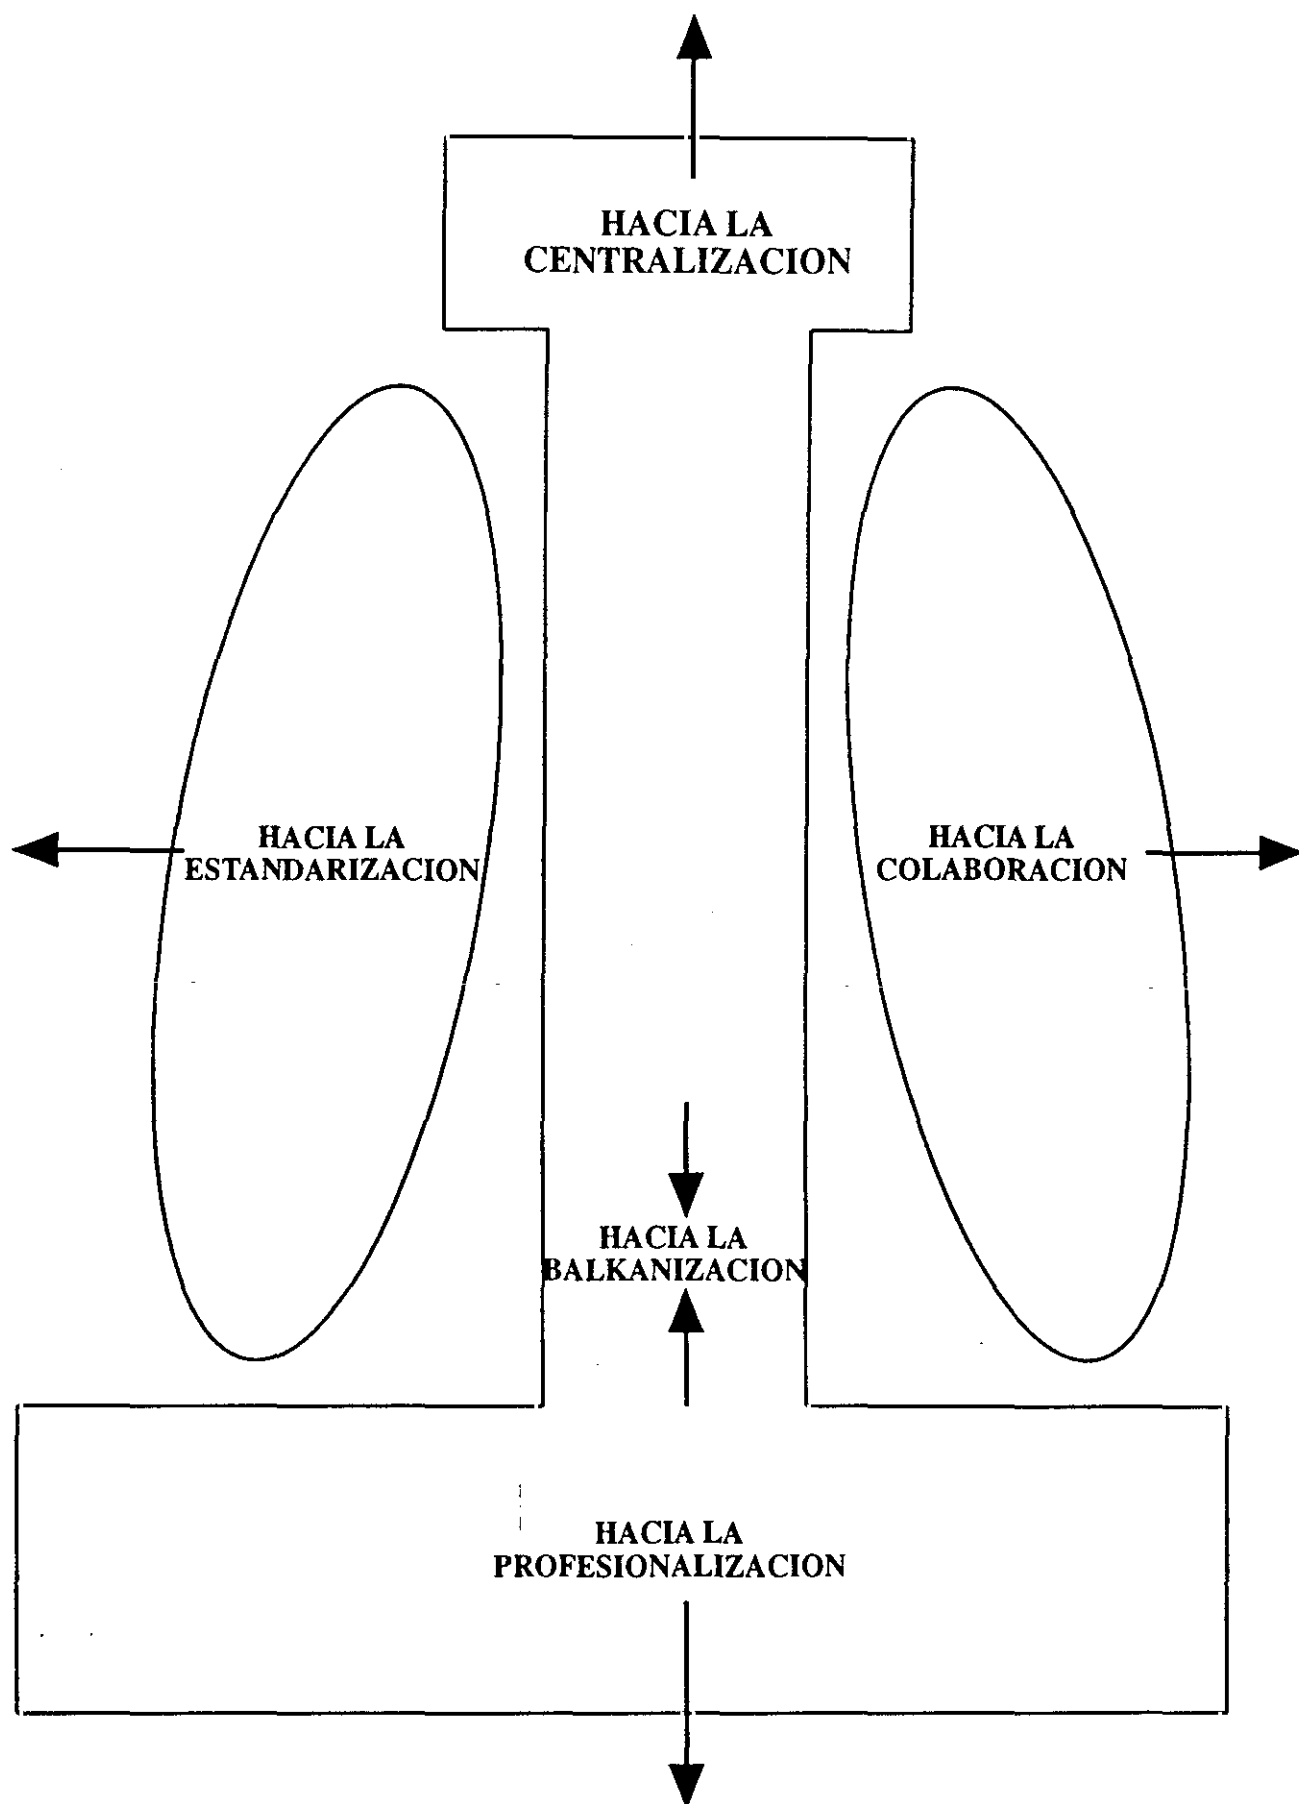 HACIA LA
CENTRALIZACION
HACIA LA
ESTANDARIZACION
HACIA LA
COLABORACION
HACIA LA
BALKANIZACION
HACIA LA
PROFESIONALIZACION